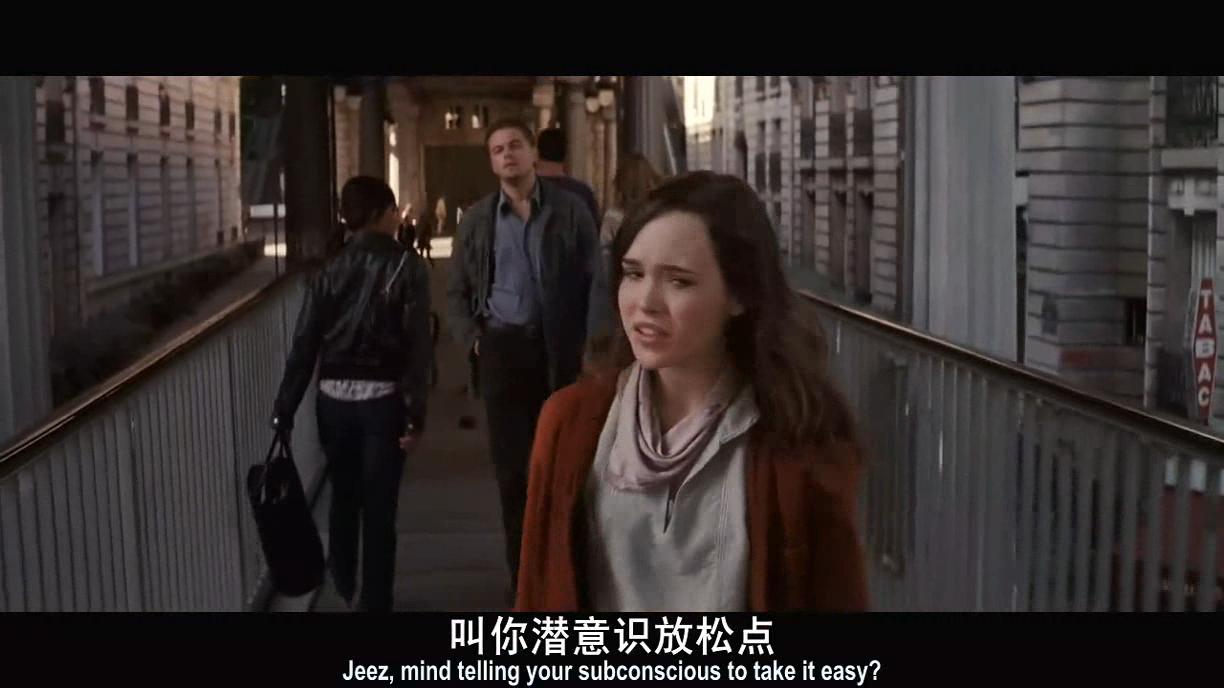 TABAC
叫你潜意识放松点
Jeez, mind telling your subconscious to take it easy?